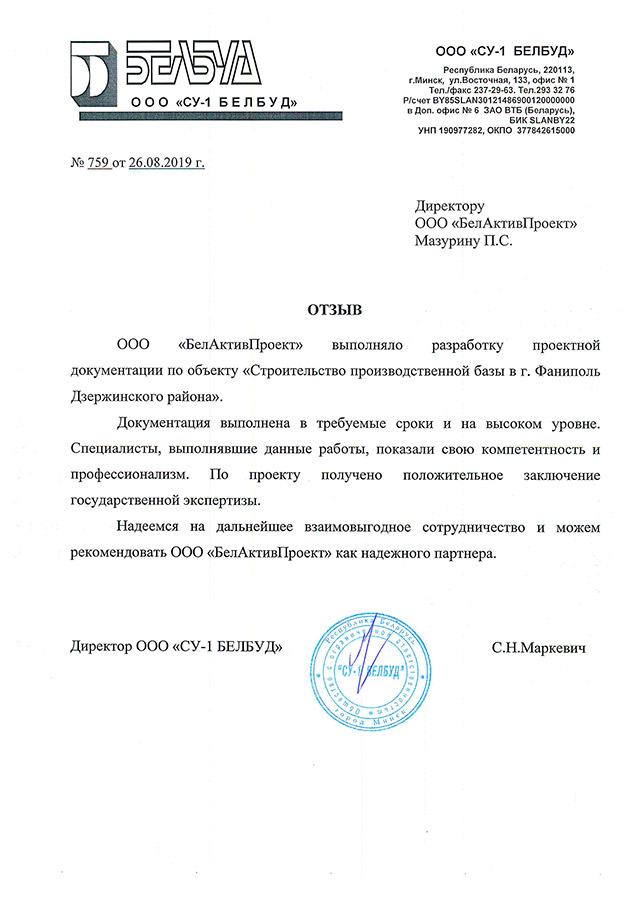 БЕЛБУД
ООО «СУ-1 БЕЛБУД»
ООО «СУ-1 БЕЛБУД»
Республика Беларусь, 220113,
г.Минск, ул.Восточная, 133, офис № 1
Тел./факс 237-29-63. Тел.293 32 76
Р/счет BY85SLAN30121486900120000000
в Доп. офис № 6 ЗАО ВТБ (Беларусь),
БИК SLANBY22
УНП 190977282, ОКПО 377842615000
№ 759 от 26.08.2019 г.
Директору
ООО «БелАктивПроект»
Мазурину П.С.
ОТЗЫВ
ООО «БелАктивПроект» выполняло разработку проектной
документации по объекту «Строительство производственной базы в г. Фаниполь
Дзержинского района».
Документация выполнена в требуемые сроки и на высоком уровне.
Специалисты, выполнявшие данные работы, показали свою компетентность и
профессионализм. По проекту получено положительное заключение
государственной экспертизы.
Надеемся на дальнейшее взаимовыгодное сотрудничество и можем
рекомендовать ООО «БелАктивПроект» как надежного партнера.
Директор ООО «СУ-1 БЕЛБУД»
С.Н.Маркевич
Республика Беларусь
Общество с ограниченной ответственностью
"СУ-1 БЕЛБУД"
город Минск